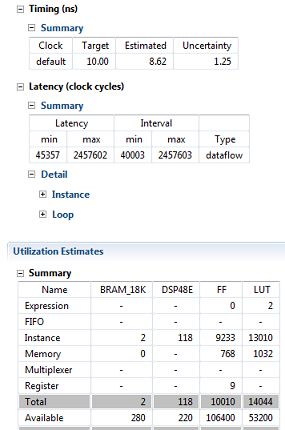 Timing (ns)
Summary
Clock Target Estimated Uncertainty
default 10.00 8.62 1.25
Latency (clock cycles)
Summary
Latency Interval
min max min max Type
45357 2457602 40003 2457603 dataflow
Detail
Instance
Loop
Utilization Estimates
Summary
Name BRAM_18K DSP48E FF LUT
Expression - - 0 2
FIFO - - - -
Instance 2 118 9233 13010
Memory 0 - 768 1032
Multiplexer - - - -
Register - - 9 -
Total 2 118 10010 14044
Available 280 220 106400 53200